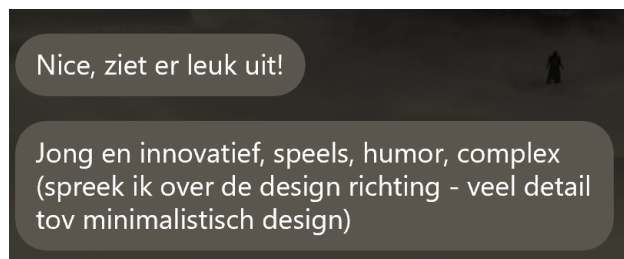 Nice, ziet er leuk uit!
Jong en innovatief, speels, humor, complex
(spreek ik over de design richting - veel detail
tov minimalistisch design)